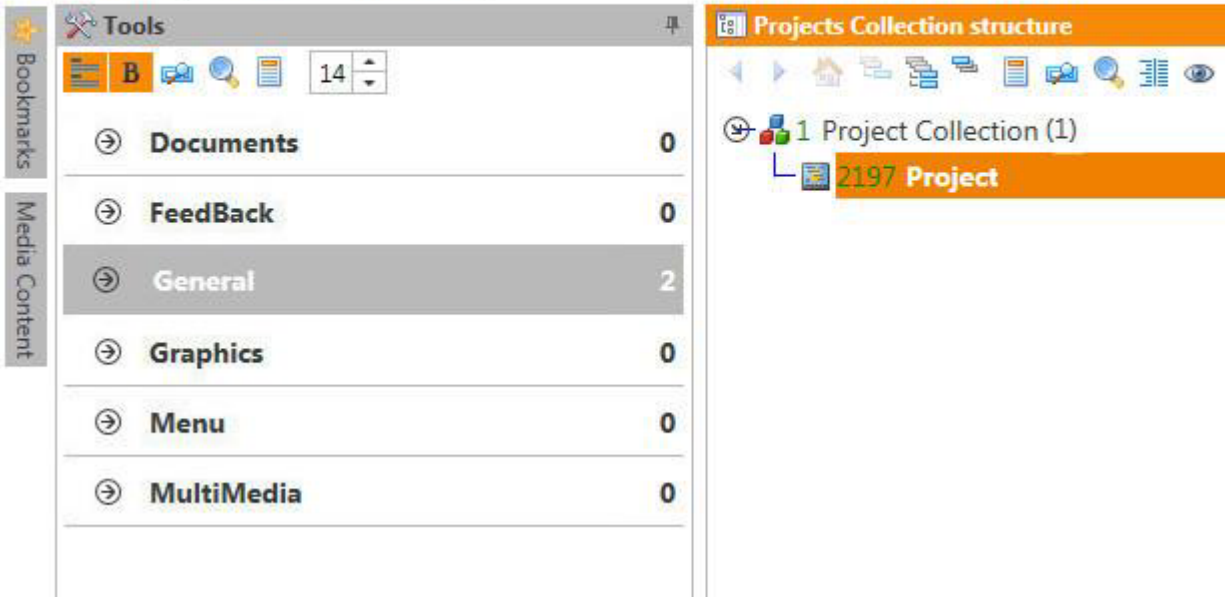 Bookmarks
Media Content
Tools
B
14
Documents 0
FeedBack 0
General 2
Graphics 0
Menu 0
MultiMedia 0
Projects Collection structure
1 Project Collection (1)
2197 Project